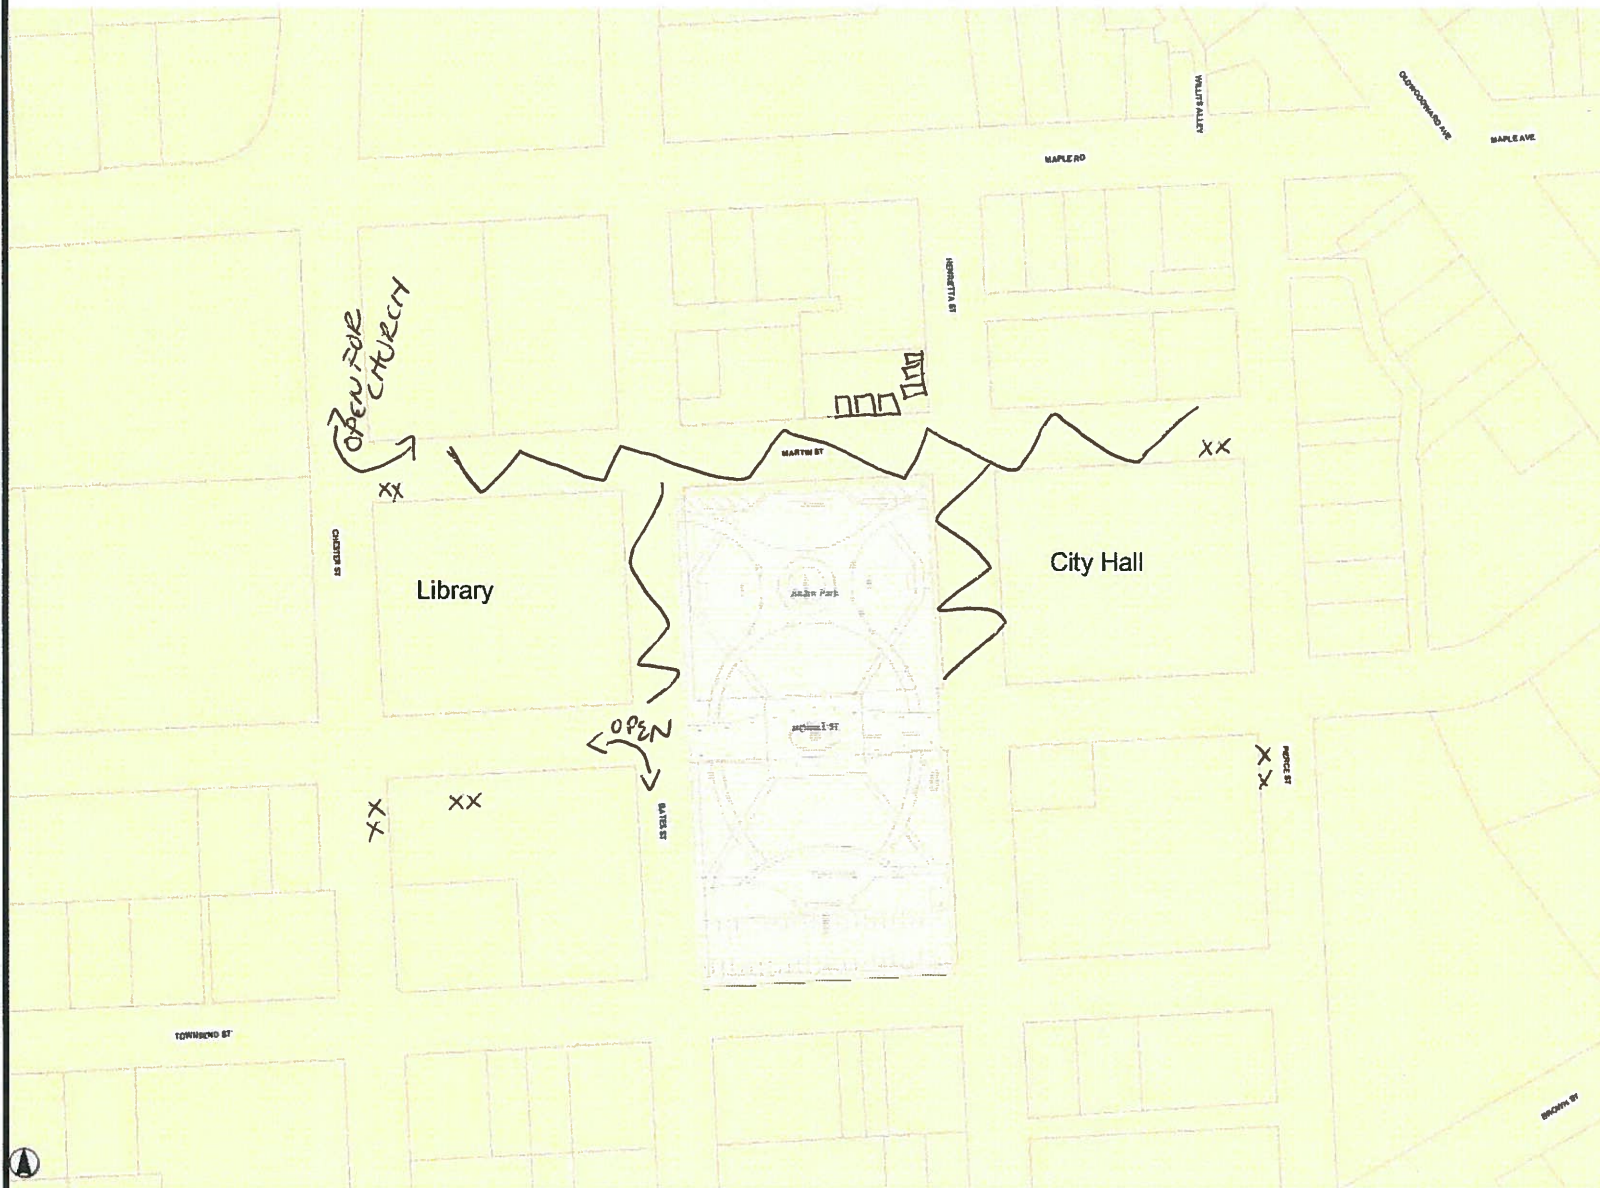 WILLITS ALLEY
OLD WOODWARD AVE
MAPLE AVE
MAPLE RD
HENRIETTA ST
OPEN FOR
CHURCH
MARTIN ST
XX
XX
CHESTER ST
Library
City Hall
Park
OPEN
XX
PIERCE ST
XX
XX
BATES ST
TOWNSEND ST
BROWN ST